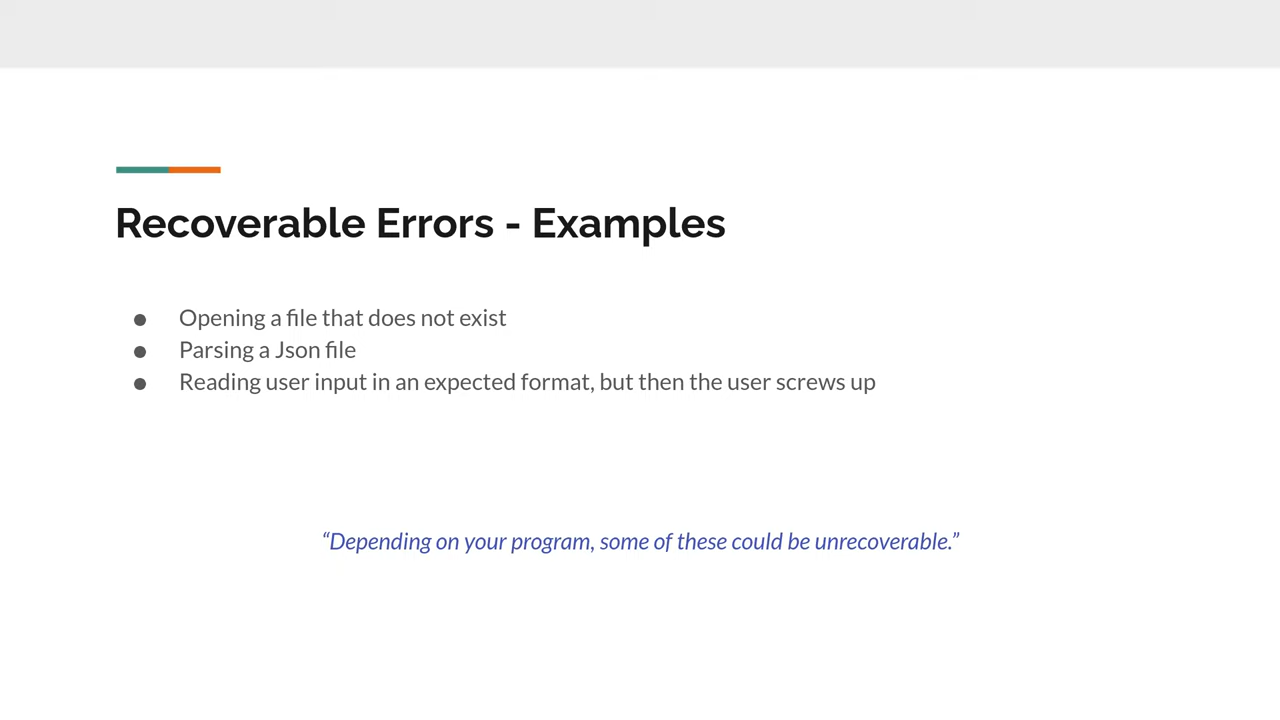 Recoverable Errors - Examples
● Opening a file that does not exist
● Parsing a Json file
● Reading user input in an expected format, but then the user screws up
“Depending on your program, some of these could be unrecoverable.”